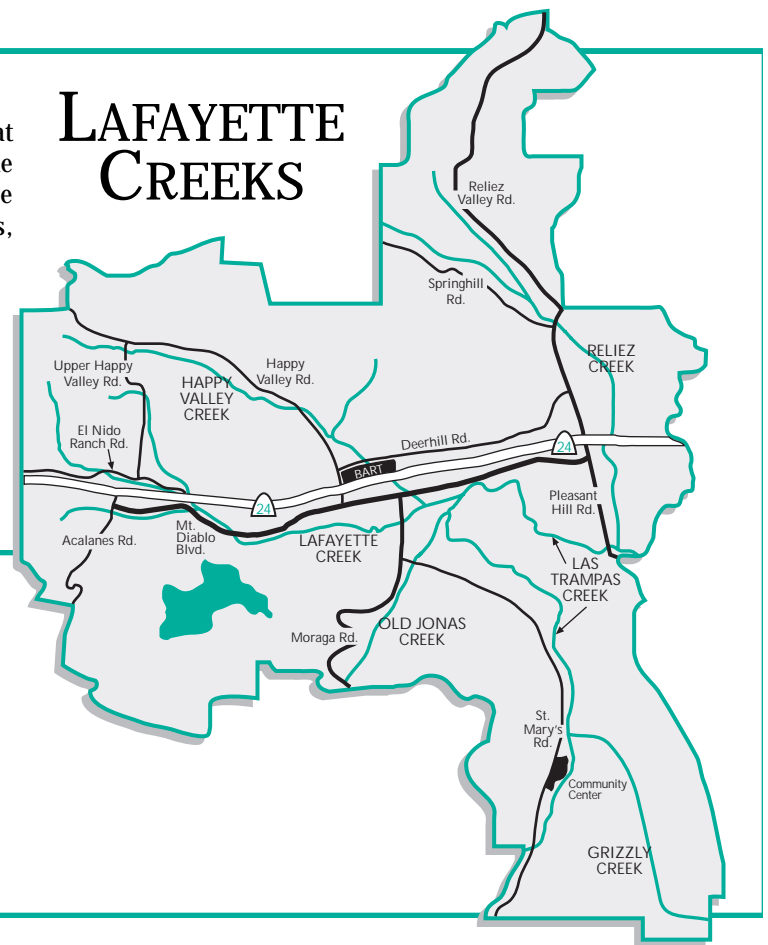 at
e
e
s,
LAFAYETTE
CREEKS
Reliez
Valley Rd.
Springhill
Rd.
RELIEZ
CREEK
Upper Happy
Valley Rd.
Happy
Valley Rd.
HAPPY
VALLEY
CREEK
El Nido
Ranch Rd.
Deerhill Rd.
BART
24
24
Pleasant
Hill Rd.
Acalanes Rd.
Mt.
Diablo
Blvd.
LAFAYETTE
CREEK
LAS
TRAMPAS
CREEK
Moraga Rd.
OLD JONAS
CREEK
St.
Mary's
Rd.
Community
Center
GRIZZLY
CREEK